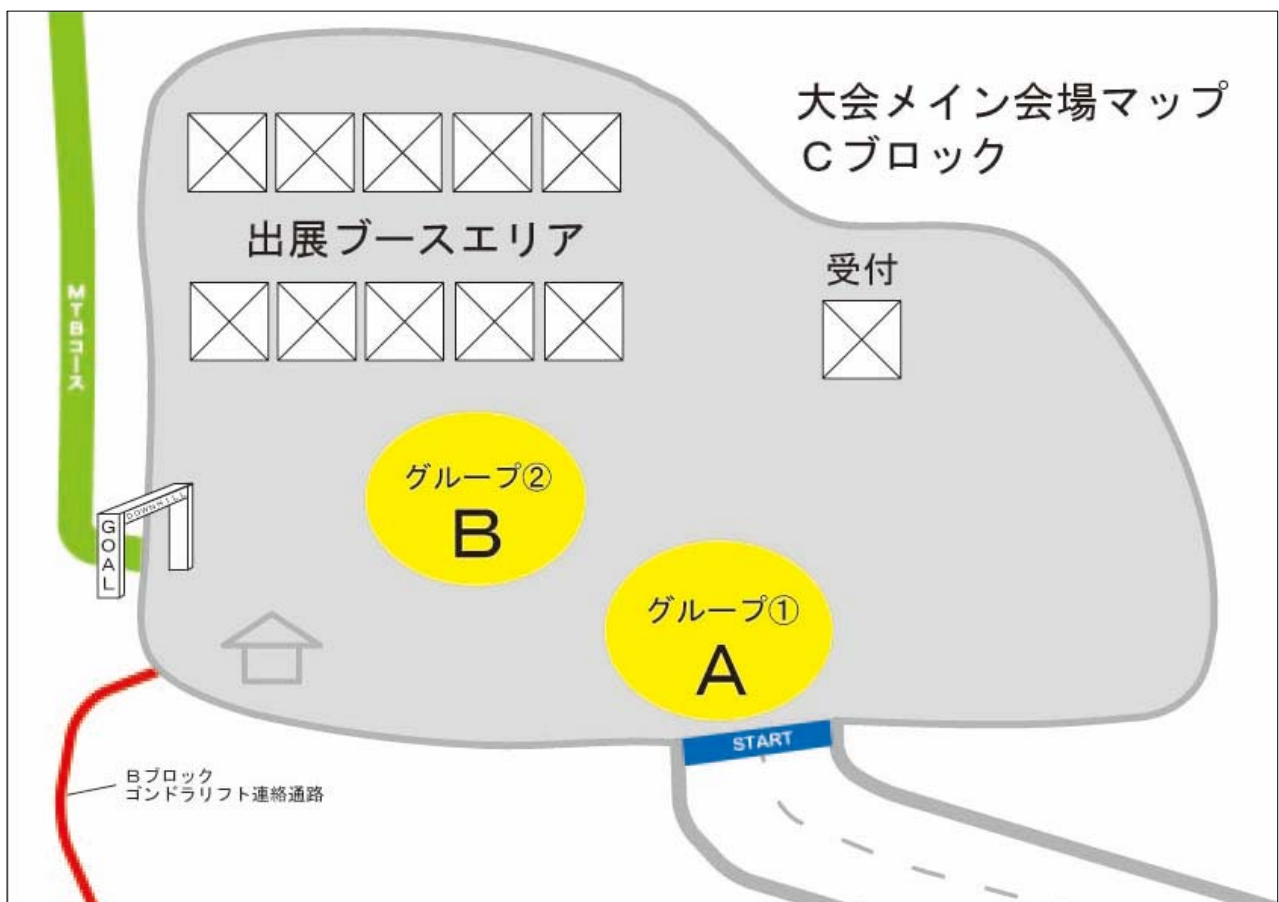 大会メイン会場マップ
Cブロック
出展ブースエリア
受付
MTBコース
グループ②
B
DOWNHILL
GOAL
グループ①
A
START
Bブロック
ゴンドラリフト連絡通路